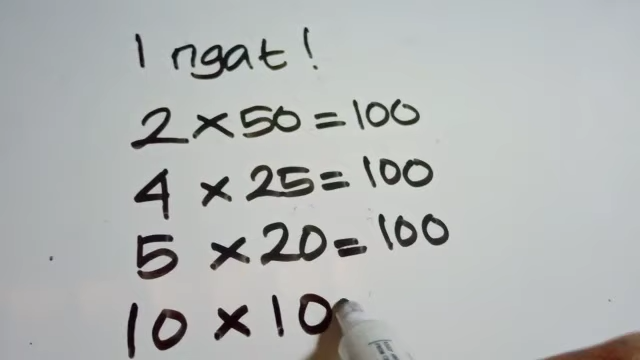 Ingat!
2 × 50 = 100
4 × 25 = 100
5 × 20 = 100
10 × 10